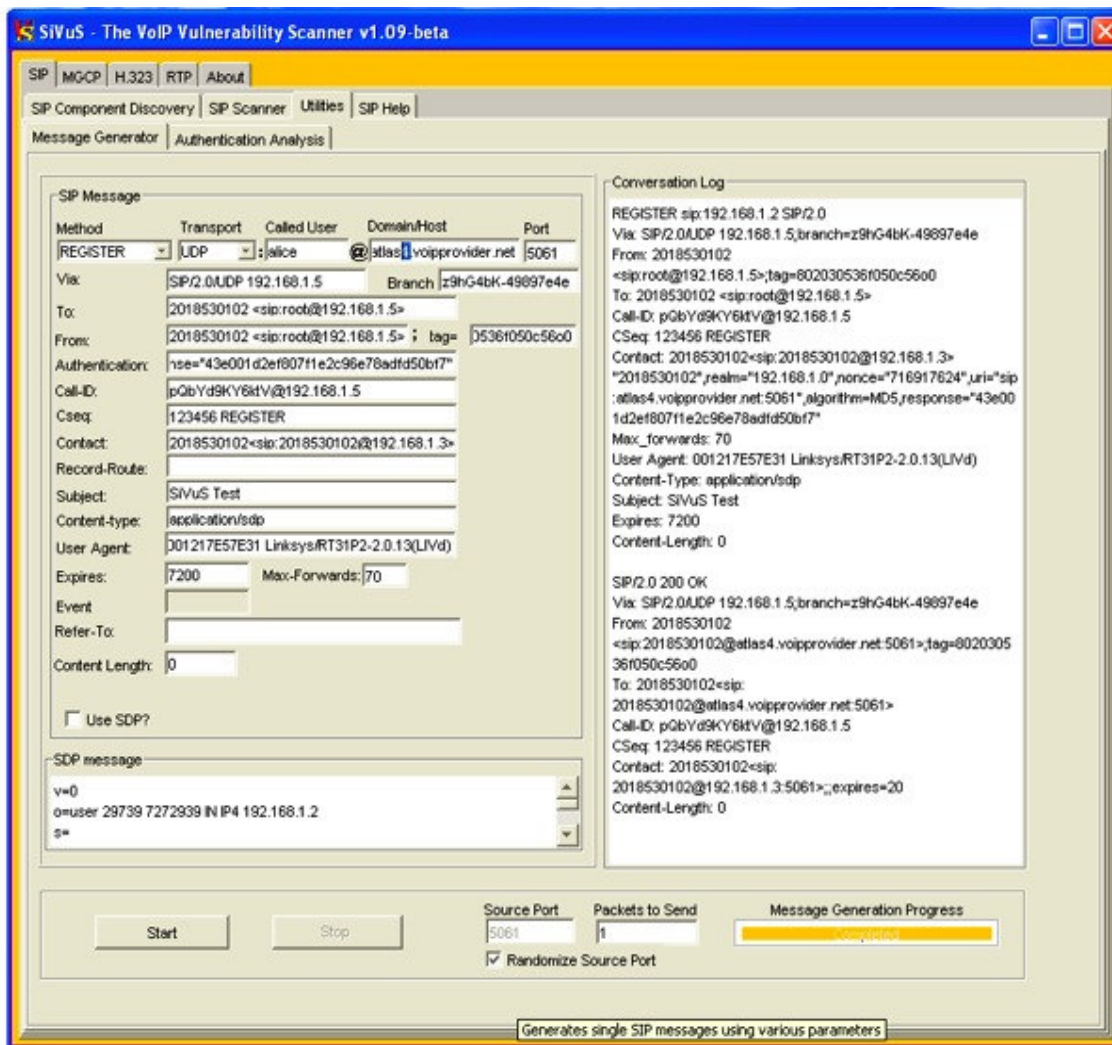 SiVuS - The VoIP Vulnerability Scanner v1.09-beta
SIP MGCP H.323 RTP About
SIP Component Discovery SIP Scanner Utilities SIP Help
Message Generator Authentication Analysis
SIP Message
Method Transport Called User Domain/Host Port
REGISTER UDP : alice @ atlas4.voipprovider.net 5061
Via: SIP/2.0/UDP 192.168.1.5 Branch z9hG4bK-49897e4e
To: 2018530102 <sip:root@192.168.1.5>
From: 2018530102 <sip:root@192.168.1.5> ; tag= 0536f050c56o0
Authentication: nse="43e001d2ef807f1e2c96e78adfd50bf7"
Call-ID: pQbYd9KY6ktV@192.168.1.5
Cseq: 123456 REGISTER
Contact: 2018530102<sip:2018530102@192.168.1.3>
Record-Route:
Subject: SiVuS Test
Content-type: application/sdp
User Agent: 001217E57E31 Linksys/RT31P2-2.0.13(LIVd)
Expires: 7200 Max-Forwards: 70
Event
Refer-To:
Content Length: 0
Use SDP?
SDP message
v=0
o=user 29739 7272939 IN IP4 192.168.1.2
s=
Conversation Log
REGISTER sip:192.168.1.2 SIP/2.0
Via: SIP/2.0/UDP 192.168.1.5;branch=z9hG4bK-49897e4e
From: 2018530102
<sip:root@192.168.1.5>;tag=802030536f050c56o0
To: 2018530102 <sip:root@192.168.1.5>
Call-ID: pQbYd9KY6ktV@192.168.1.5
CSeq: 123456 REGISTER
Contact: 2018530102<sip:2018530102@192.168.1.3>
"2018530102",realm="192.168.1.0",nonce="716917624",uri="sip
:atlas4.voipprovider.net:5061",algorithm=MD5,response="43e00
1d2ef807f1e2c96e78adfd50bf7"
Max_forwards: 70
User Agent: 001217E57E31 Linksys/RT31P2-2.0.13(LIVd)
Content-Type: application/sdp
Subject: SiVuS Test
Expires: 7200
Content-Length: 0
SIP/2.0 200 OK
Via: SIP/2.0/UDP 192.168.1.5;branch=z9hG4bK-49897e4e
From: 2018530102
<sip:2018530102@atlas4.voipprovider.net:5061>;tag=8020305
36f050c56o0
To: 2018530102<sip:
2018530102@atlas4.voipprovider.net:5061>
Call-ID: pQbYd9KY6ktV@192.168.1.5
CSeq: 123456 REGISTER
Contact: 2018530102<sip:
2018530102@192.168.1.3:5061>;;expires=20
Content-Length: 0
Start Stop
Source Port Packets to Send Message Generation Progress
5061 1 Completed
Randomize Source Port
Generates single SIP messages using various parameters